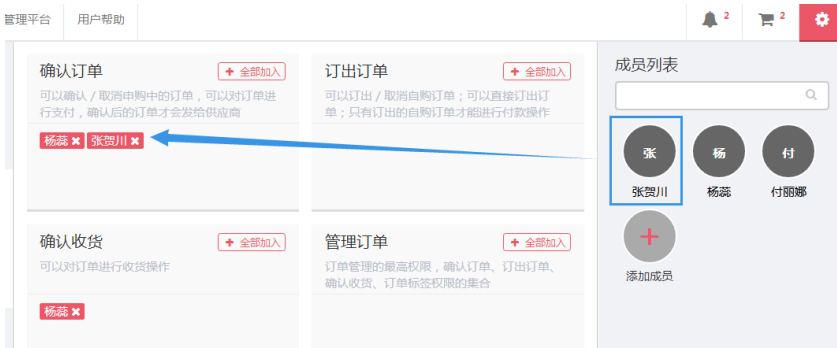 管理平台 用户帮助 2 2
确认订单 + 全部加入
可以确认 / 取消申购中的订单，可以对订单进
行支付，确认后的订单才会发给供应商
杨蕊 × 张贺川 ×
订出订单 + 全部加入
可以订出 / 取消自购订单；可以直接订出订
单；只有订出的自购订单才能进行付款操作
确认收货 + 全部加入
可以对订单进行收货操作
杨蕊 ×
管理订单 + 全部加入
订单管理的最高权限，确认订单、订出订单、
确认收货、订单标签权限的集合
成员列表
张 杨 付
张贺川 杨蕊 付丽娜
+
添加成员